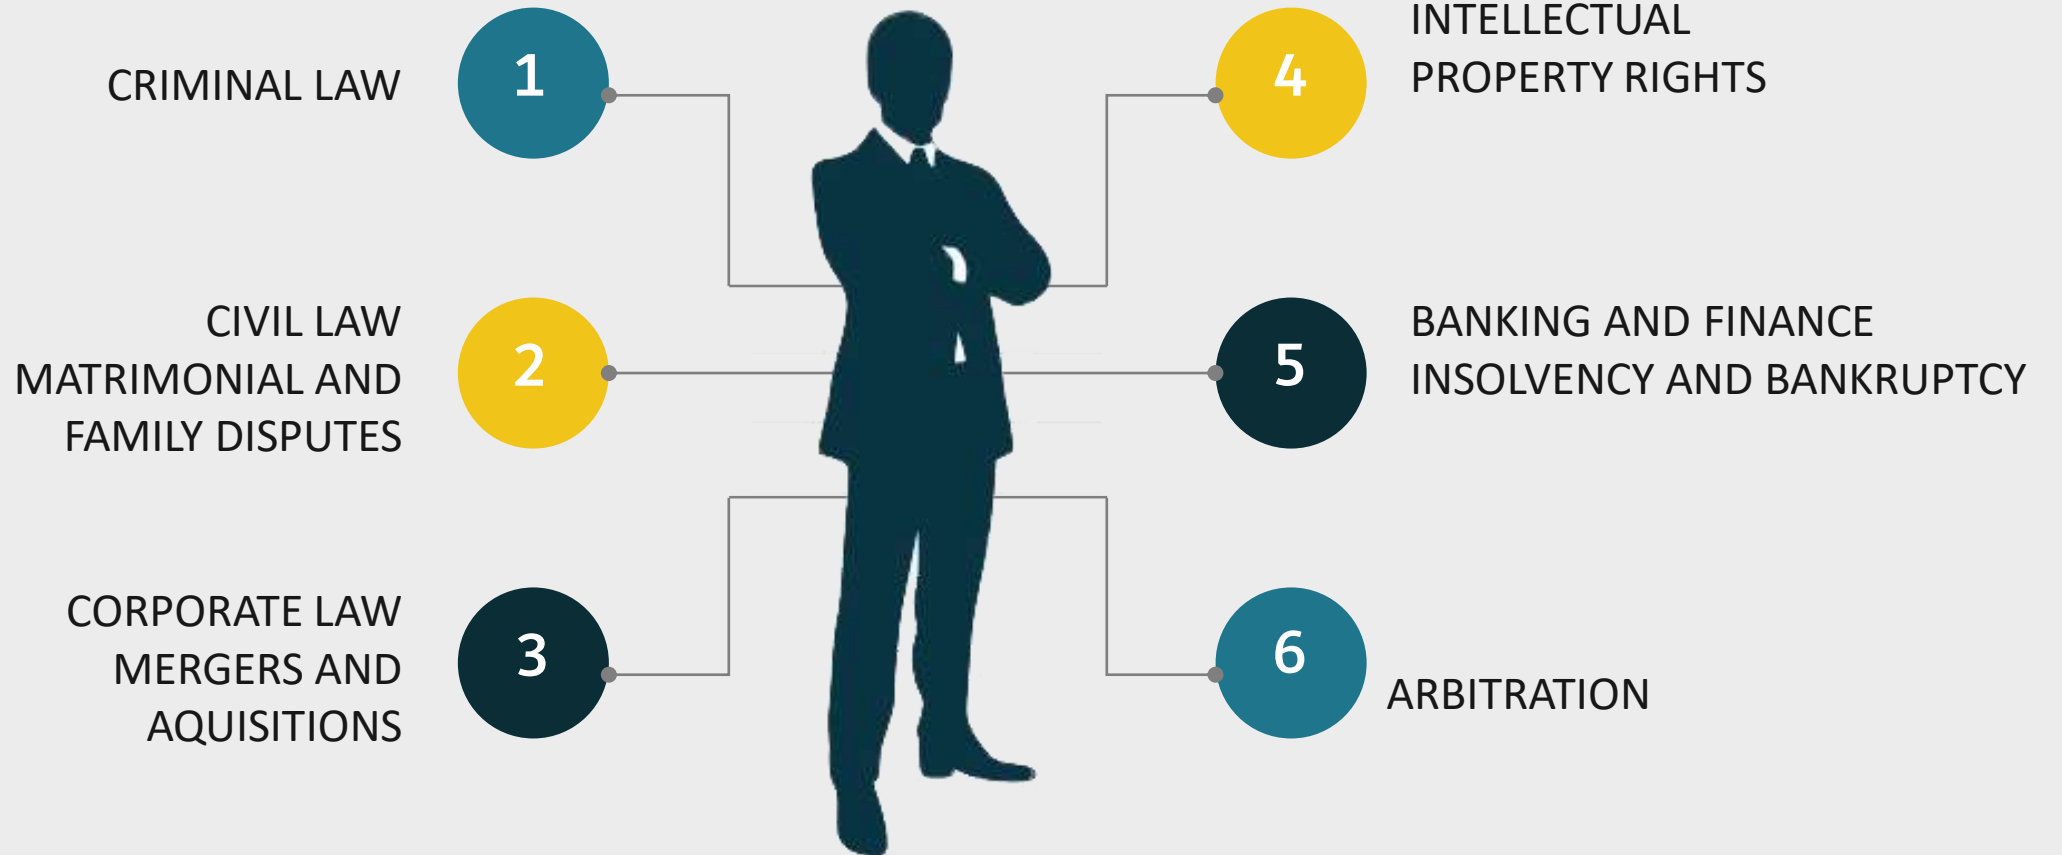 CRIMINAL LAW
1
CIVIL LAW
MATRIMONIAL AND
FAMILY DISPUTES
2
CORPORATE LAW
MERGERS AND
AQUISITIONS
3
4
INTELLECTUAL
PROPERTY RIGHTS
5
BANKING AND FINANCE
INSOLVENCY AND BANKRUPTCY
6
ARBITRATION